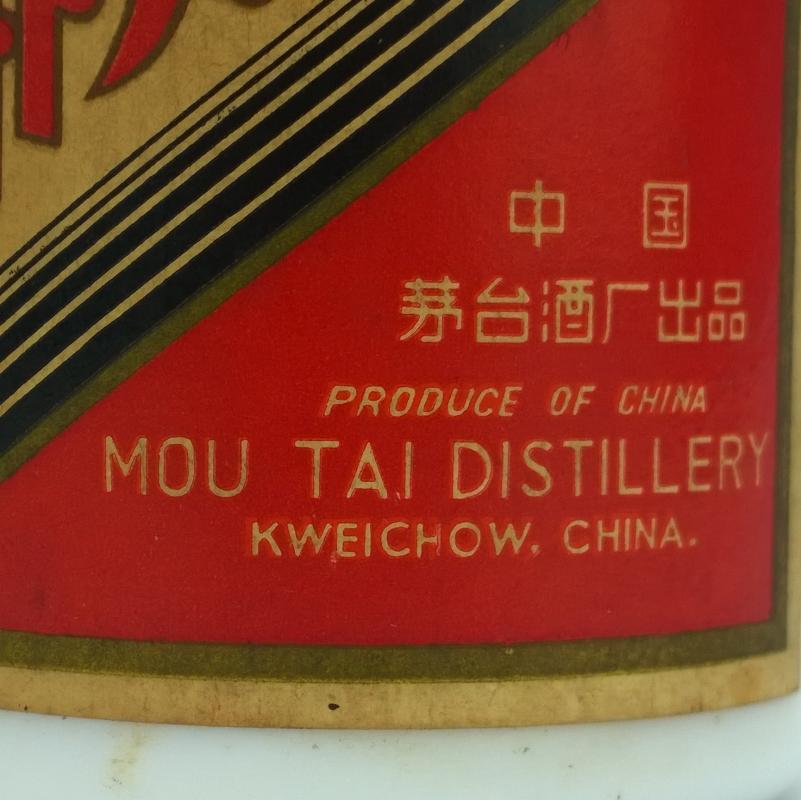 中国
茅台酒厂出品
PRODUCE OF CHINA
MOU TAI DISTILLERY
KWEICHOW, CHINA.